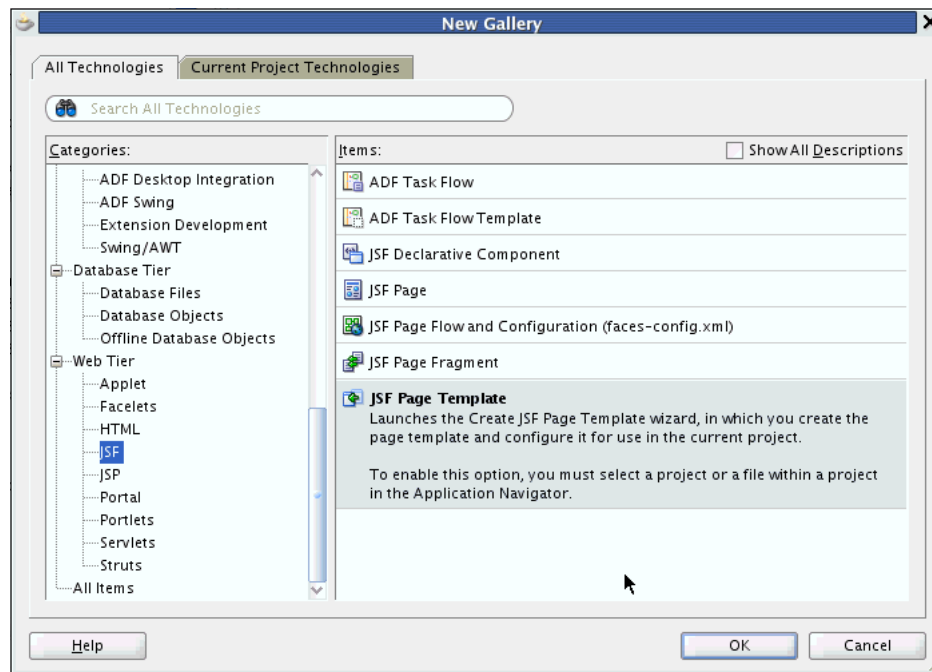 New Gallery
All Technologies
Current Project Technologies
Search All Technologies
Categories:
ADF Desktop Integration
ADF Swing
Extension Development
Swing/AWT
Database Tier
Database Files
Database Objects
Offline Database Objects
Web Tier
Applet
Facelets
HTML
JSF
JSP
Portal
Portlets
Servlets
Struts
All Items
Items:
Show All Descriptions
ADF Task Flow
ADF Task Flow Template
JSF Declarative Component
JSF Page
JSF Page Flow and Configuration (faces-config.xml)
JSF Page Fragment
JSF Page Template
Launches the Create JSF Page Template wizard, in which you create the
page template and configure it for use in the current project.
To enable this option, you must select a project or a file within a project
in the Application Navigator.
Help
OK
Cancel